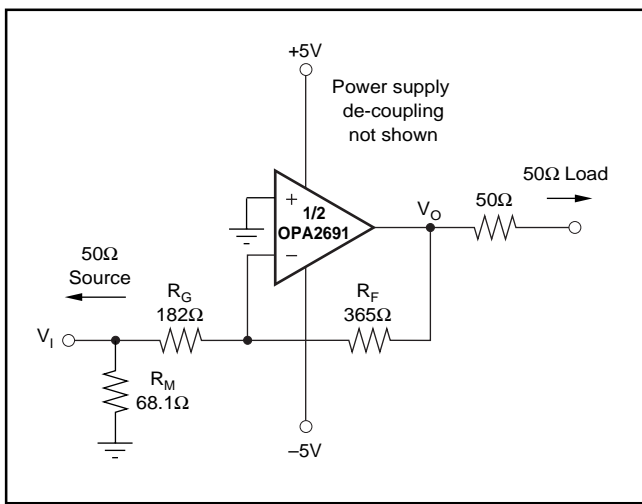 +5V
Power supply
de-coupling
not shown
50Ω Load
+
1/2
OPA2691
–
V_O
50Ω
50Ω
Source
R_G
182Ω
R_F
365Ω
V_I
R_M
68.1Ω
–5V